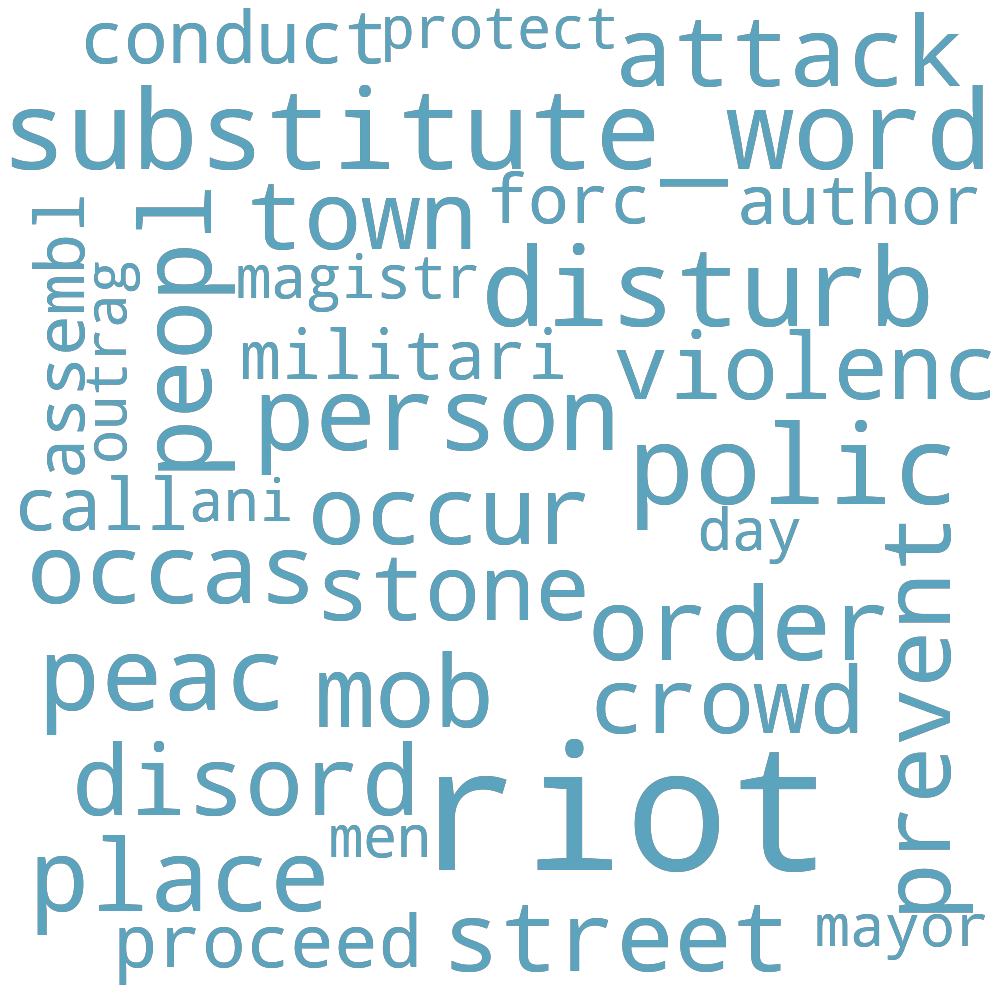 conduct
protect
attack
substitute_word
town
forc
author
assembl
outrag
peopl
magistr
disturb
militari
violenc
person
polic
call
ani
occur
day
occas
stone
prevent
order
peac
mob
crowd
disord
riot
men
place
proceed
street
mayor